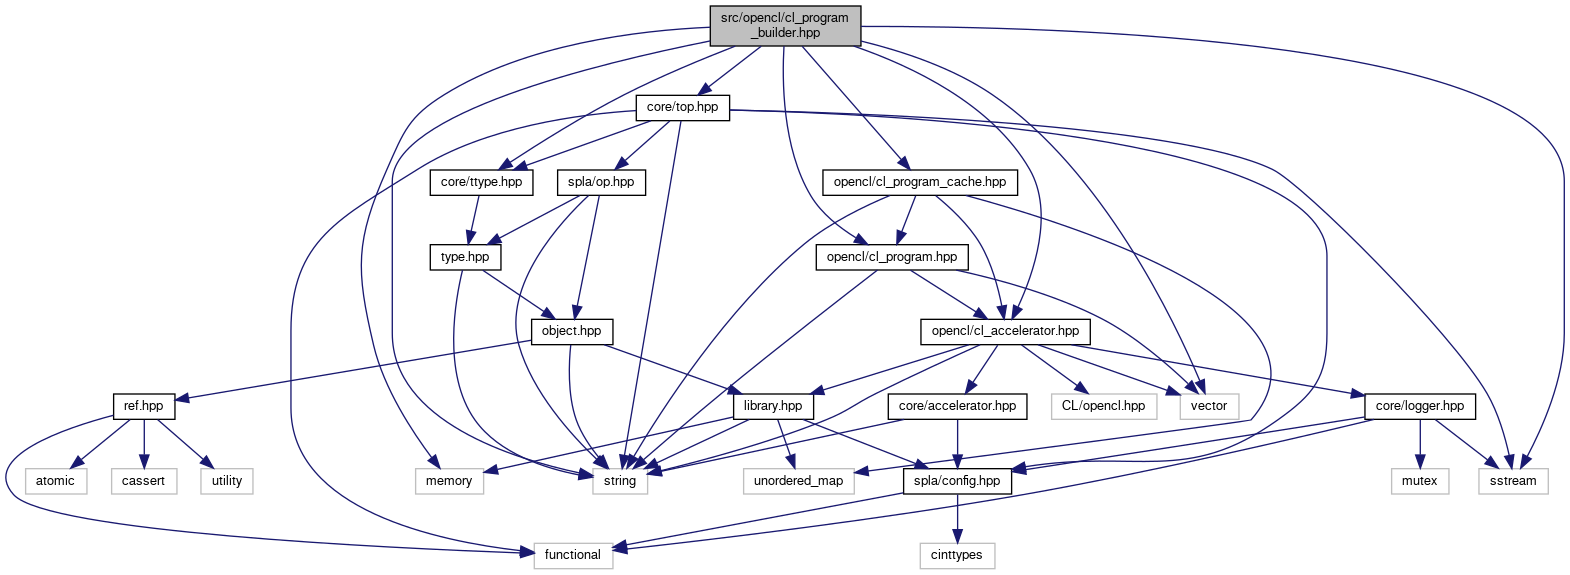 src/opencl/cl_program
_builder.hpp
core/top.hpp
core/ttype.hpp
spla/op.hpp
opencl/cl_program_cache.hpp
type.hpp
opencl/cl_program.hpp
object.hpp
opencl/cl_accelerator.hpp
ref.hpp
library.hpp
core/accelerator.hpp
CL/opencl.hpp
vector
core/logger.hpp
atomic
cassert
utility
memory
string
unordered_map
spla/config.hpp
mutex
sstream
functional
cinttypes